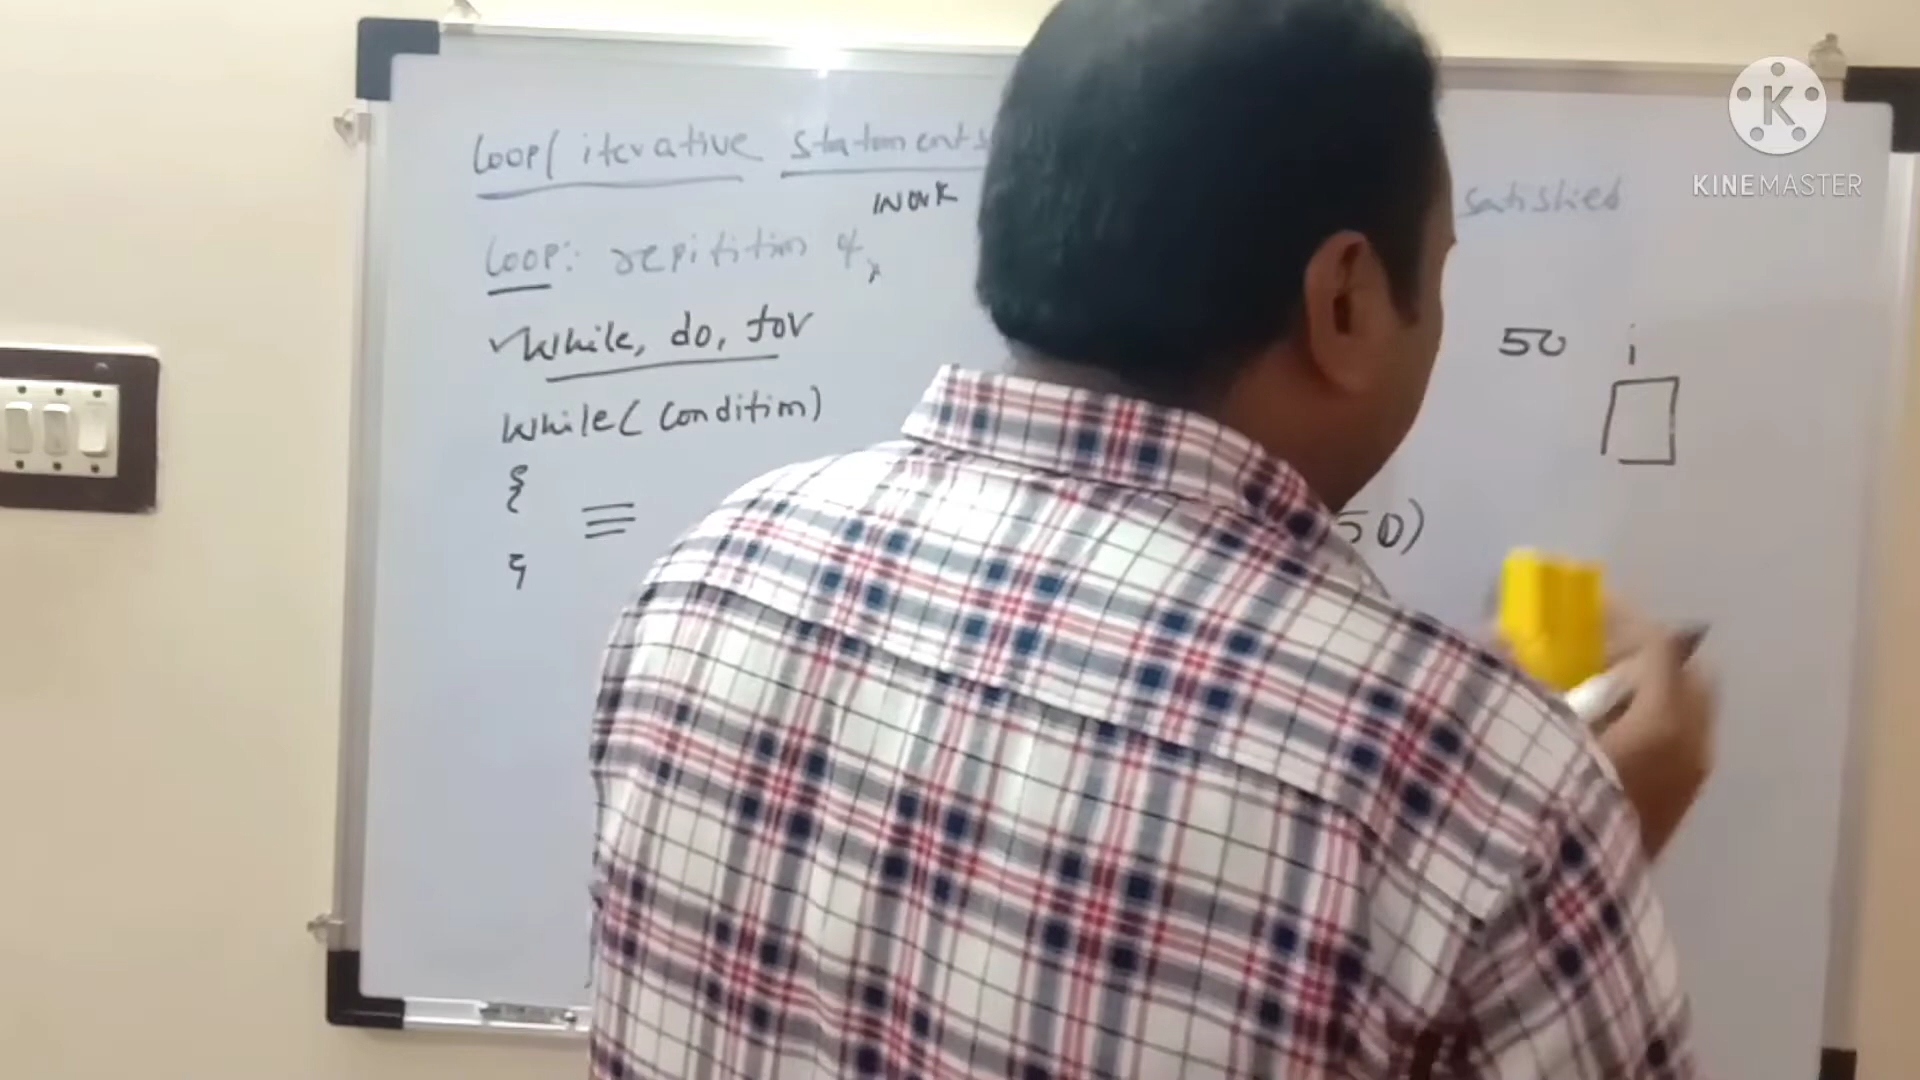 Loop/ iterative statements
work
satisfied
Loop: repitition of
while, do, for
50 i
while( condition)
{
50)
}
KINEMASTER